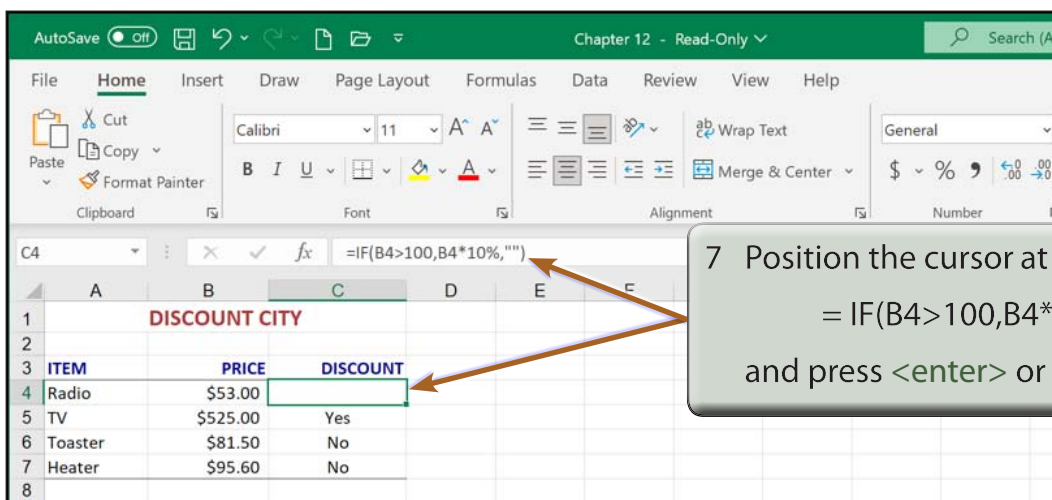 AutoSave Off Chapter 12 - Read-Only Search (A
File Home Insert Draw Page Layout Formulas Data Review View Help
Paste Cut Copy Format Painter
Calibri 11 A^ A˅
B I U A
ab Wrap Text
Merge & Center
General
$ % 9 .00
Clipboard Font Alignment Number
C4 fx =IF(B4>100,B4*10%,"")
A B C D E F
1 DISCOUNT CITY
2
3 ITEM PRICE DISCOUNT
4 Radio $53.00
5 TV $525.00 Yes
6 Toaster $81.50 No
7 Heater $95.60 No
8
7 Position the cursor at
= IF(B4>100,B4*
and press <enter> or